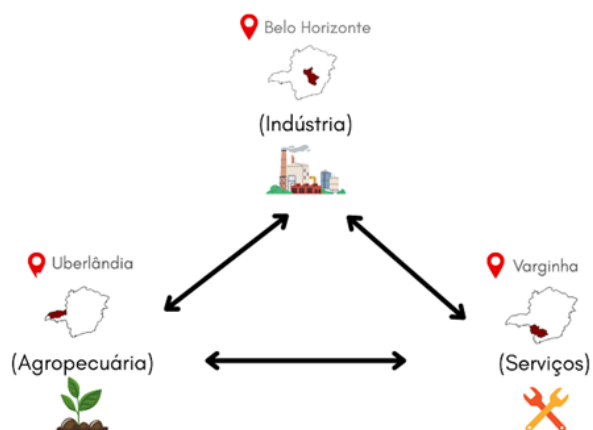 Belo Horizonte
(Indústria)
Uberlândia
(Agropecuária)
Varginha
(Serviços)